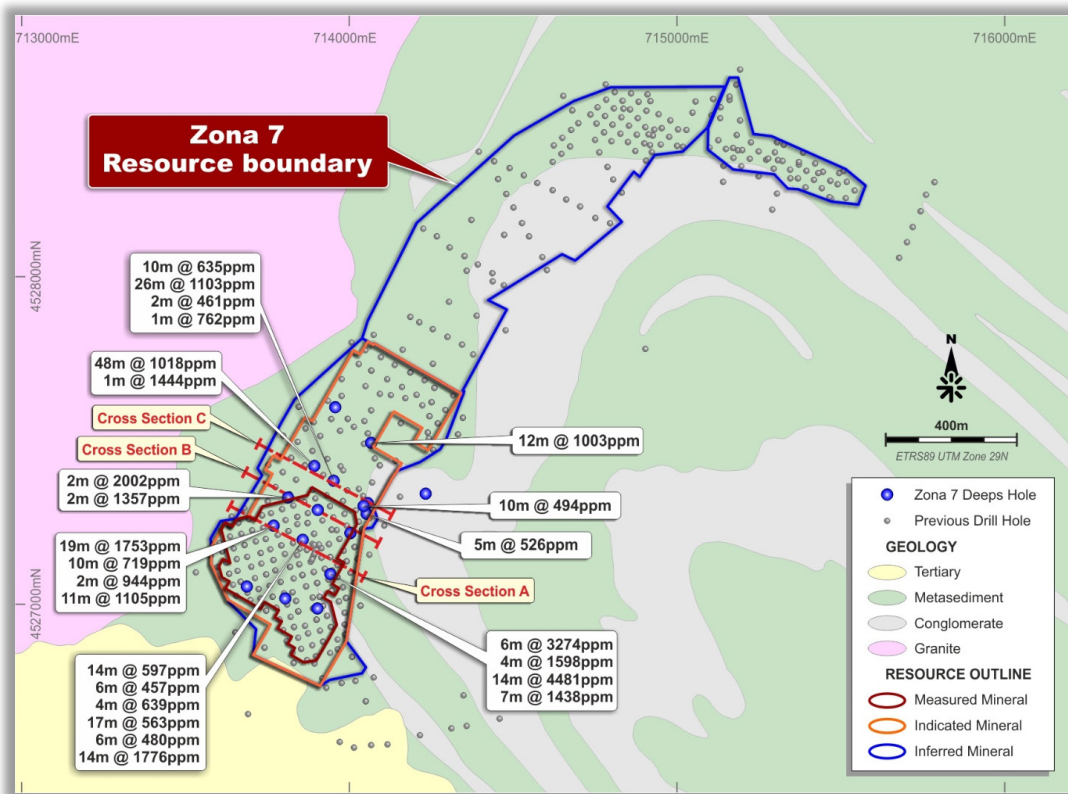 713000mE
714000mE
715000mE
716000mE
Zona 7
Resource boundary
4528000mN
10m @ 635ppm
26m @ 1103ppm
2m @ 461ppm
1m @ 762ppm
48m @ 1018ppm
1m @ 1444ppm
Cross Section C
Cross Section B
2m @ 2002ppm
2m @ 1357ppm
19m @ 1753ppm
10m @ 719ppm
2m @ 944ppm
11m @ 1105ppm
4527000mN
14m @ 597ppm
6m @ 457ppm
4m @ 639ppm
17m @ 563ppm
6m @ 480ppm
14m @ 1776ppm
12m @ 1003ppm
10m @ 494ppm
5m @ 526ppm
Cross Section A
6m @ 3274ppm
4m @ 1598ppm
14m @ 4481ppm
7m @ 1438ppm
N
400m
ETRS89 UTM Zone 29N
Zona 7 Deeps Hole
Previous Drill Hole
GEOLOGY
Tertiary
Metasediment
Conglomerate
Granite
RESOURCE OUTLINE
Measured Mineral
Indicated Mineral
Inferred Mineral